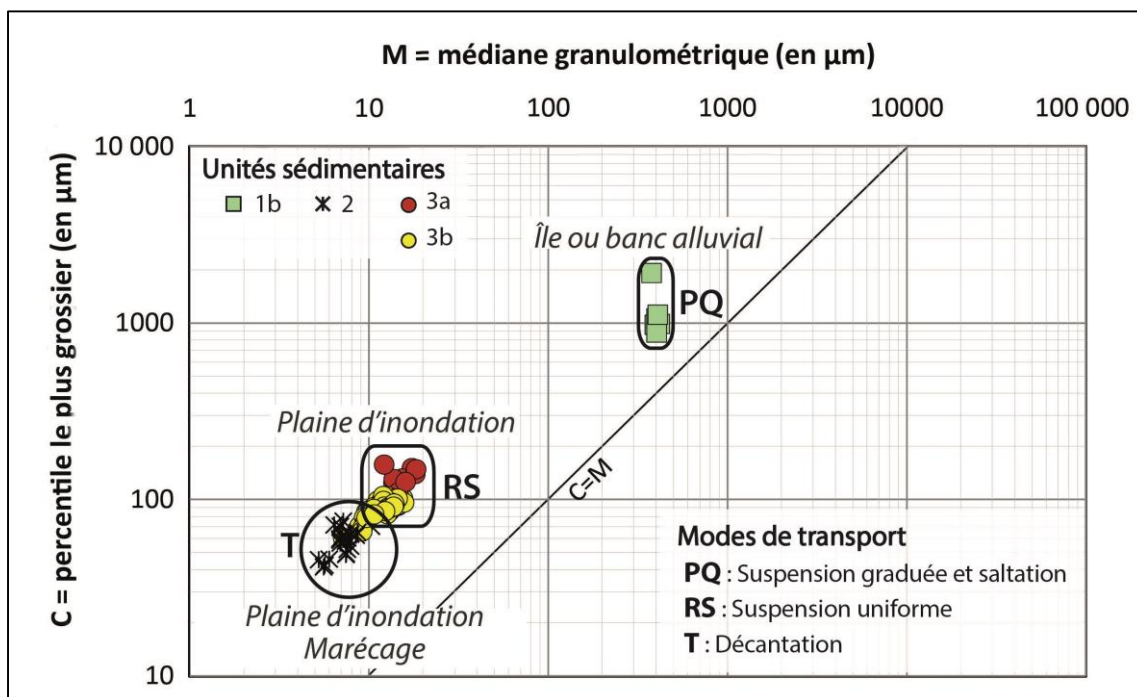 M = médiane granulométrique (en µm)
1 10 100 1000 10000 100 000
C = percentile le plus grossier (en µm)
10 000
1000
100
10
Unités sédimentaires
1b 2 3a
3b
Île ou banc alluvial
PQ
Plaine d'inondation
RS
C=M
T
Plaine d'inondation
Marécage
Modes de transport
PQ : Suspension graduée et saltation
RS : Suspension uniforme
T : Décantation